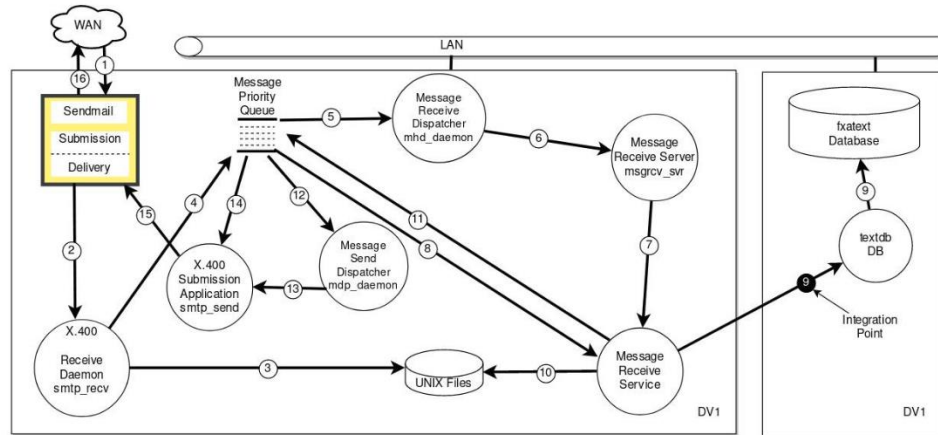 WAN
LAN
16
1
Sendmail
Submission
Delivery
Message
Priority
Queue
5
Message
Receive
Dispatcher
mhd_daemon
6
Message
Receive Server
msgrcv_svr
fxatext
Database
9
textdb
DB
9
Integration
Point
2
15
4
14
12
11
8
7
X.400
Submission
Application
smtp_send
13
Message
Send
Dispatcher
mdp_daemon
X.400
Receive
Daemon
smtp_recv
3
UNIX Files
10
Message
Receive
Service
DV1
DV1